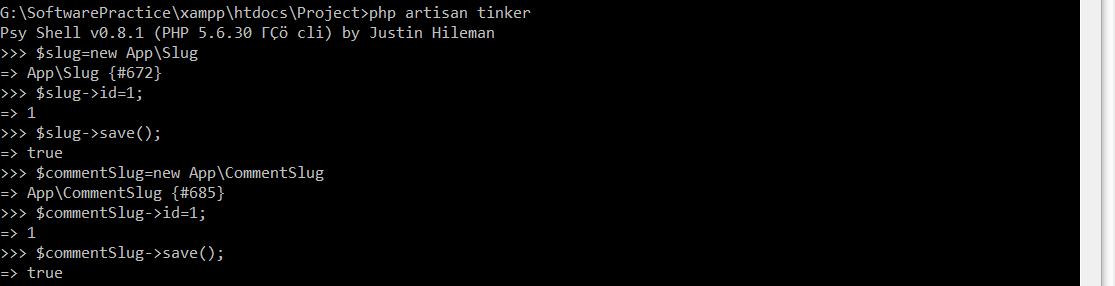 G:\SoftwarePractice\xampp\htdocs\Project>php artisan tinker
Psy Shell v0.8.1 (PHP 5.6.30 ΓÇö cli) by Justin Hileman
>>> $slug=new App\Slug
=> App\Slug {#672}
>>> $slug->id=1;
=> 1
>>> $slug->save();
=> true
>>> $commentSlug=new App\CommentSlug
=> App\CommentSlug {#685}
>>> $commentSlug->id=1;
=> 1
>>> $commentSlug->save();
=> true